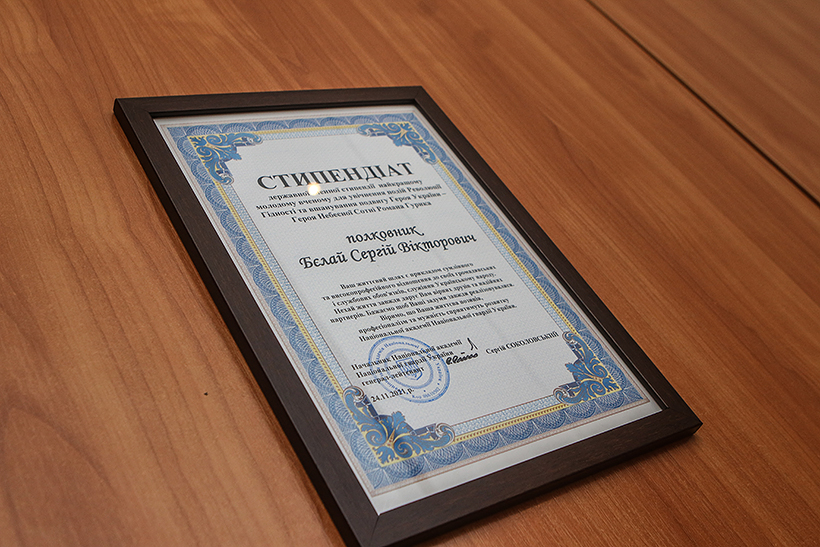 СТИПЕНДІАТ
державної іменної стипендії найкращому
молодому вченому для увічнення подій Революції
Гідності та вшанування подвигу Героя України –
Героя Небесної Сотні Романа Гурика
полковник
Бєлай Сергій Вікторович
Ваш життєвий шлях є прикладом сумлінного
та високопрофесійного відношення до своїх громадянських
і службових обов'язків, служіння Українському народу.
Нехай життя завжди дарує Вам вірних друзів та надійних
партнерів. Бажаємо щоб Ваші задуми завжди реалізовувалися.
Віримо, що Ваша життєва позиція,
професіоналізм та мужність сприятимуть розвитку
Національної академії Національної гвардії України.
Начальник Національної академії
Національної гвардії України
генерал-лейтенант
Сергій СОКОЛОВСЬКИЙ
24.11.2021 р.